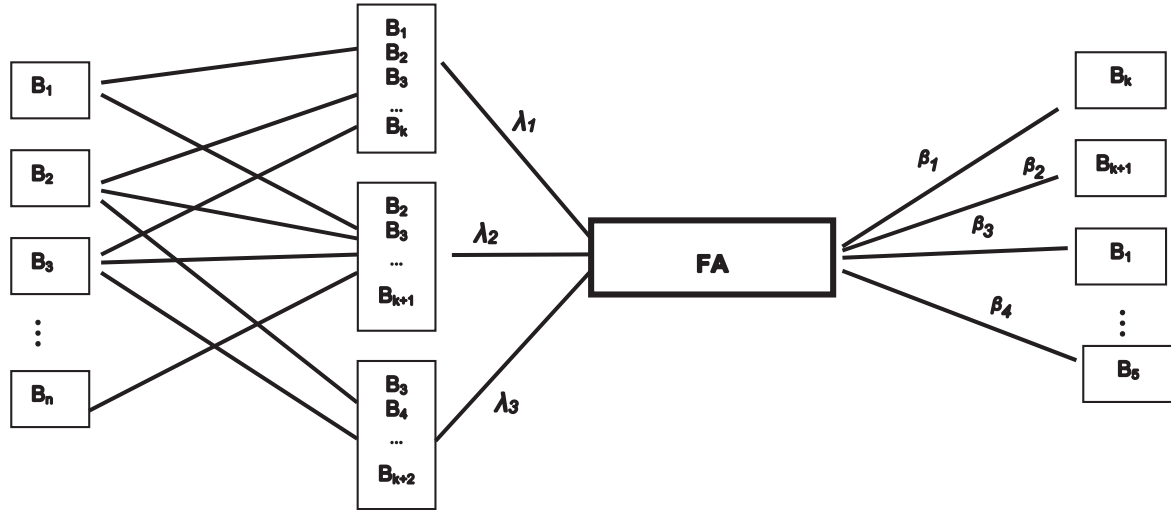 B₁
B₂
B₃
⋮
Bₙ
B₁
B₂
B₃
...
Bₖ
B₂
B₃
...
Bₖ₊₁
B₃
B₄
...
Bₖ₊₂
λ₁
λ₂
λ₃
FA
β₁
β₂
β₃
β₄
Bₖ
Bₖ₊₁
B₁
⋮
B₅